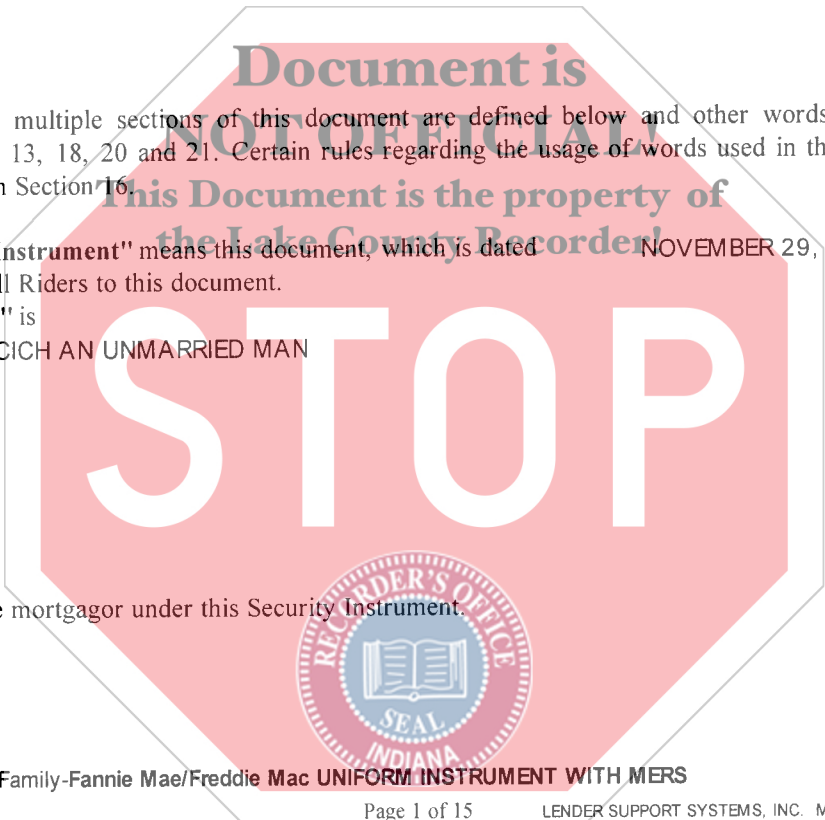 Document is
multiple sections of this document are defined below and other words
NOT OFFICIAL!
13, 18, 20 and 21. Certain rules regarding the usage of words used in th
n Section 16.
This Document is the property of
the Lake County Recorder!
nstrument" means this document, which is dated NOVEMBER 29,
ll Riders to this document.
" is
CICH AN UNMARRIED MAN
STOP
e mortgagor under this Security Instrument.
RECORDER'S OFFICE
SEAL
INDIANA
Family-Fannie Mae/Freddie Mac UNIFORM INSTRUMENT WITH MERS
Page 1 of 15 LENDER SUPPORT SYSTEMS, INC. M